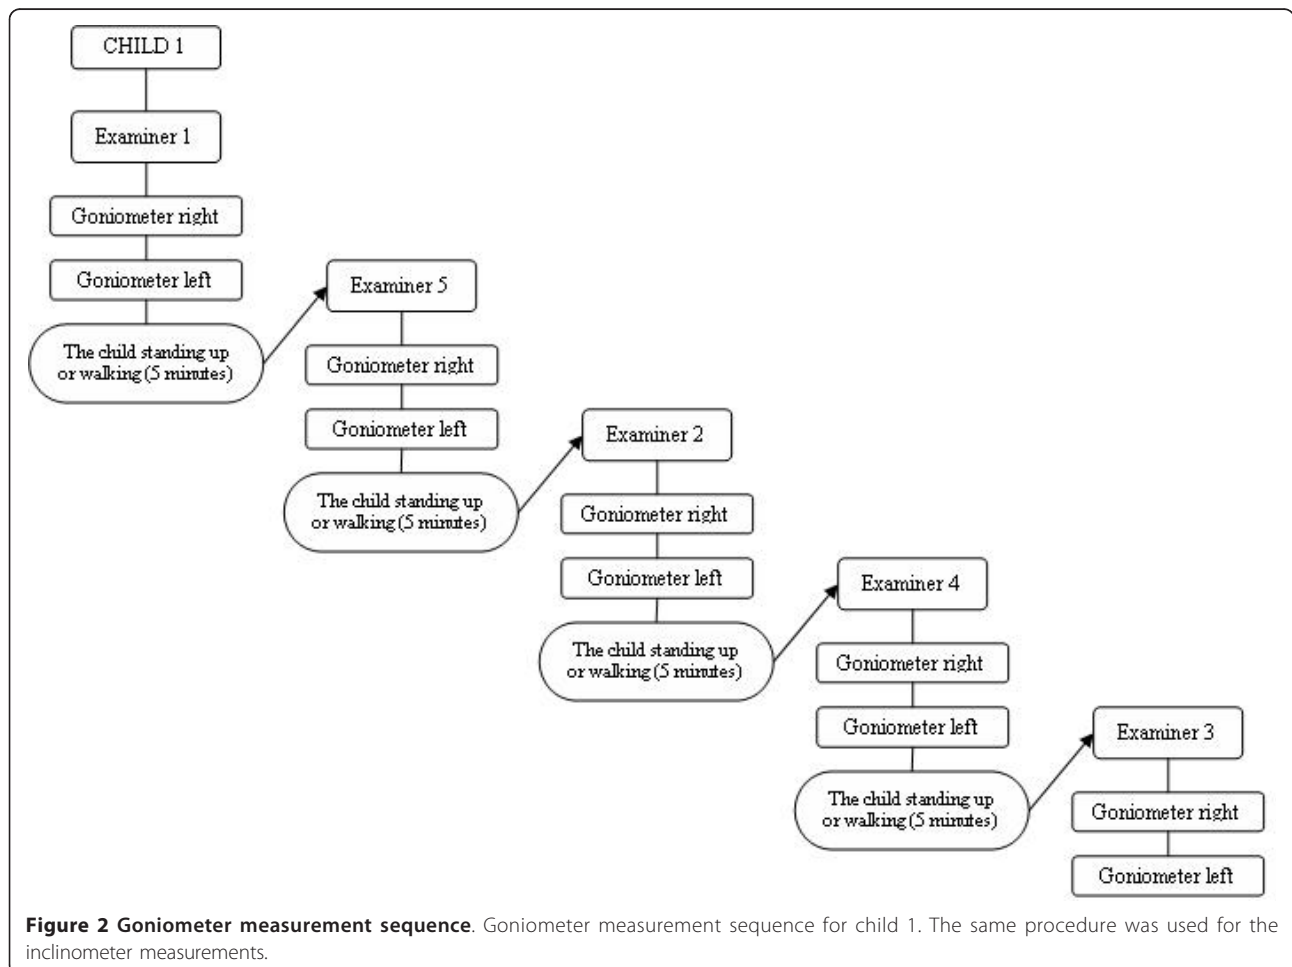 CHILD 1
Examiner 1
Goniometer right
Goniometer left
The child standing up
or walking (5 minutes)
Examiner 5
Goniometer right
Goniometer left
The child standing up
or walking (5 minutes)
Examiner 2
Goniometer right
Goniometer left
The child standing up
or walking (5 minutes)
Examiner 4
Goniometer right
Goniometer left
The child standing up
or walking (5 minutes)
Examiner 3
Goniometer right
Goniometer left
Figure 2 Goniometer measurement sequence. Goniometer measurement sequence for child 1. The same procedure was used for the
inclinometer measurements.